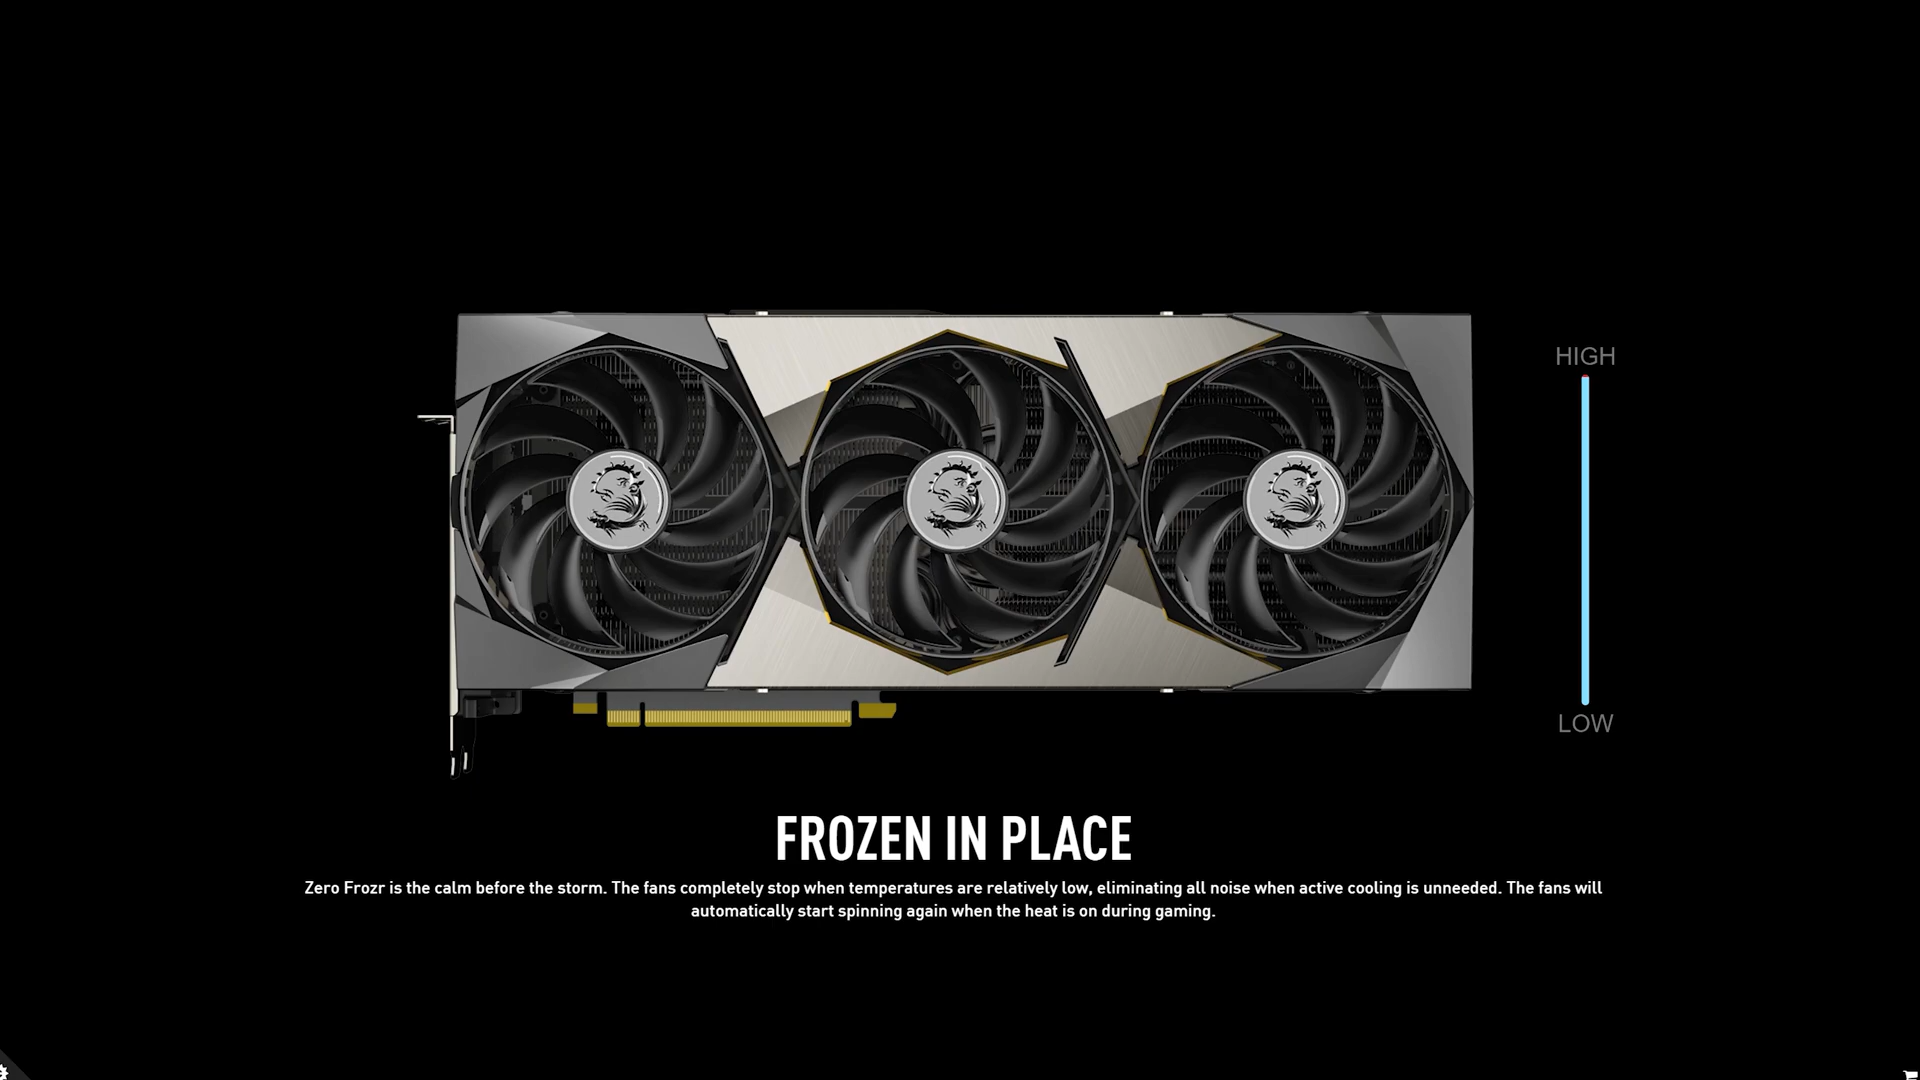 HIGH
LOW
FROZEN IN PLACE
Zero Frozr is the calm before the storm. The fans completely stop when temperatures are relatively low, eliminating all noise when active cooling is unneeded. The fans will
automatically start spinning again when the heat is on during gaming.